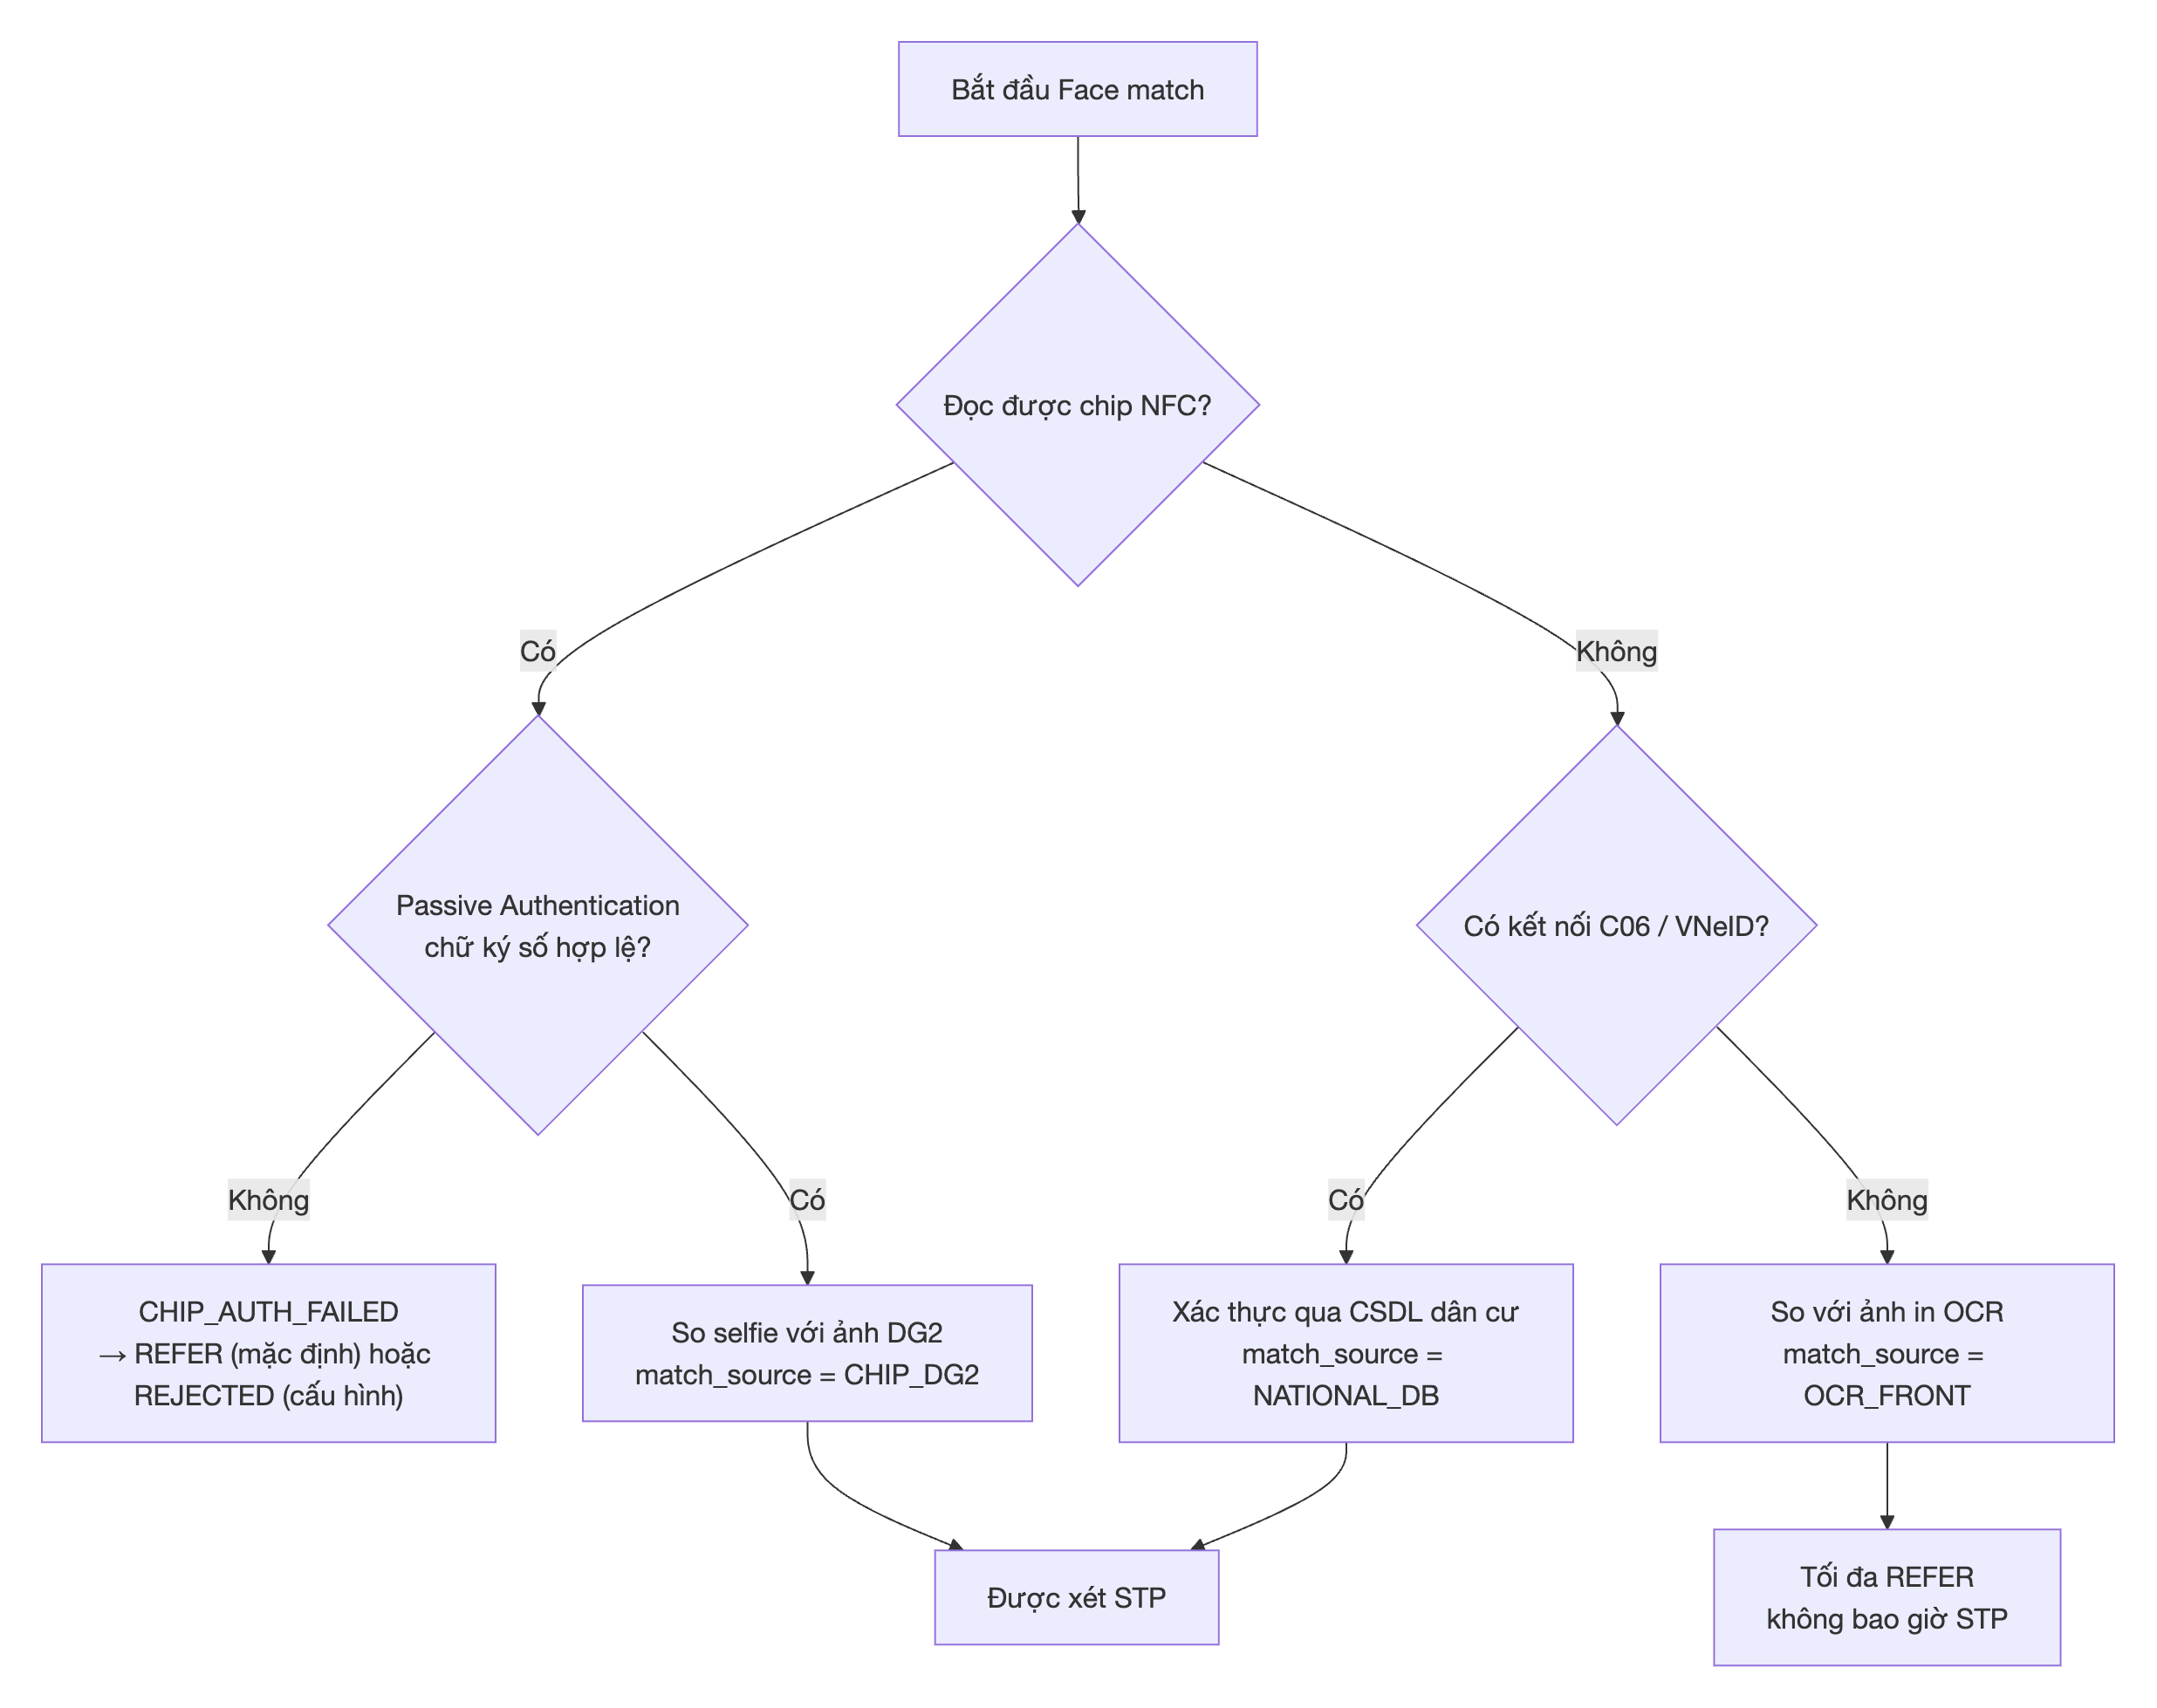 Bắt đầu Face match
Đọc được chip NFC?
Có
Không
Passive Authentication
chữ ký số hợp lệ?
Có kết nối C06 / VNeID?
Không
Có
Có
Không
CHIP_AUTH_FAILED
→ REFER (mặc định) hoặc
REJECTED (cấu hình)
So selfie với ảnh DG2
match_source = CHIP_DG2
Xác thực qua CSDL dân cư
match_source =
NATIONAL_DB
So với ảnh in OCR
match_source =
OCR_FRONT
Được xét STP
Tối đa REFER
không bao giờ STP